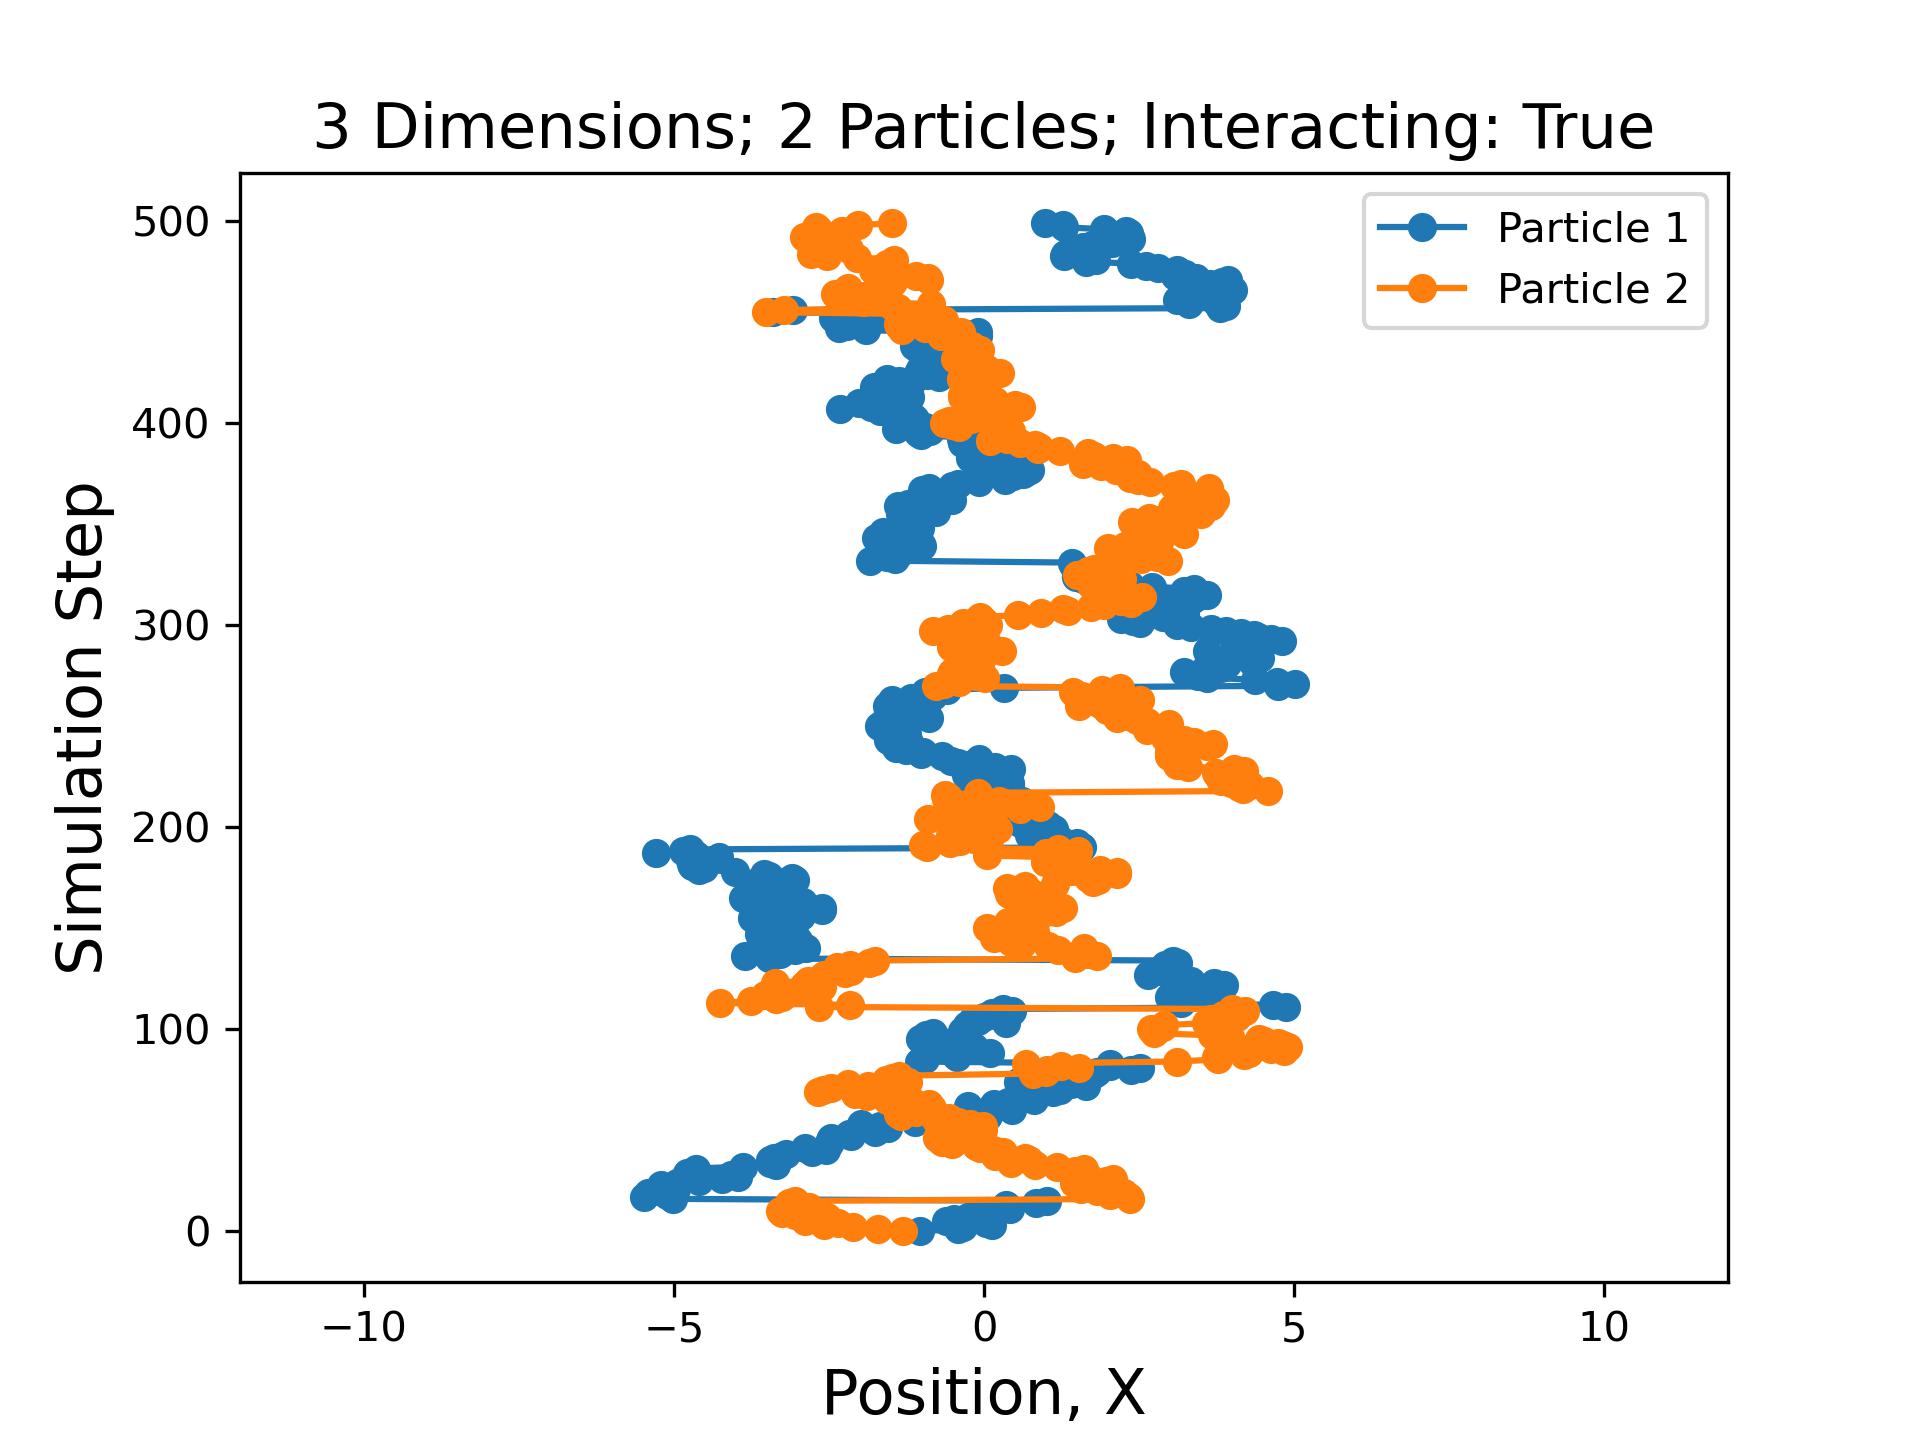 3 Dimensions; 2 Particles; Interacting: True
Particle 1
Particle 2
Simulation Step
500
400
300
200
100
0
−10
−5
0
5
10
Position, X